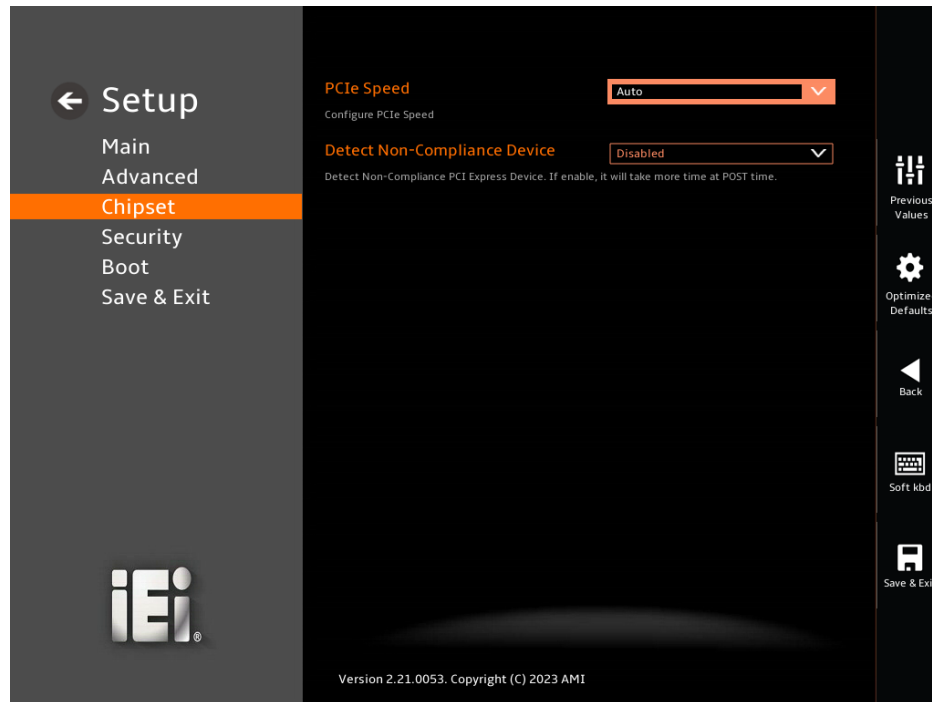 Setup
Main
Advanced
Chipset
Security
Boot
Save & Exit
PCIe Speed
Auto
Configure PCIe Speed
Detect Non-Compliance Device
Disabled
Detect Non-Compliance PCI Express Device. If enable, it will take more time at POST time.
Previous
Values
Optimize
Defaults
Back
Soft kbd
Save & Exi
iEi®
Version 2.21.0053. Copyright (C) 2023 AMI